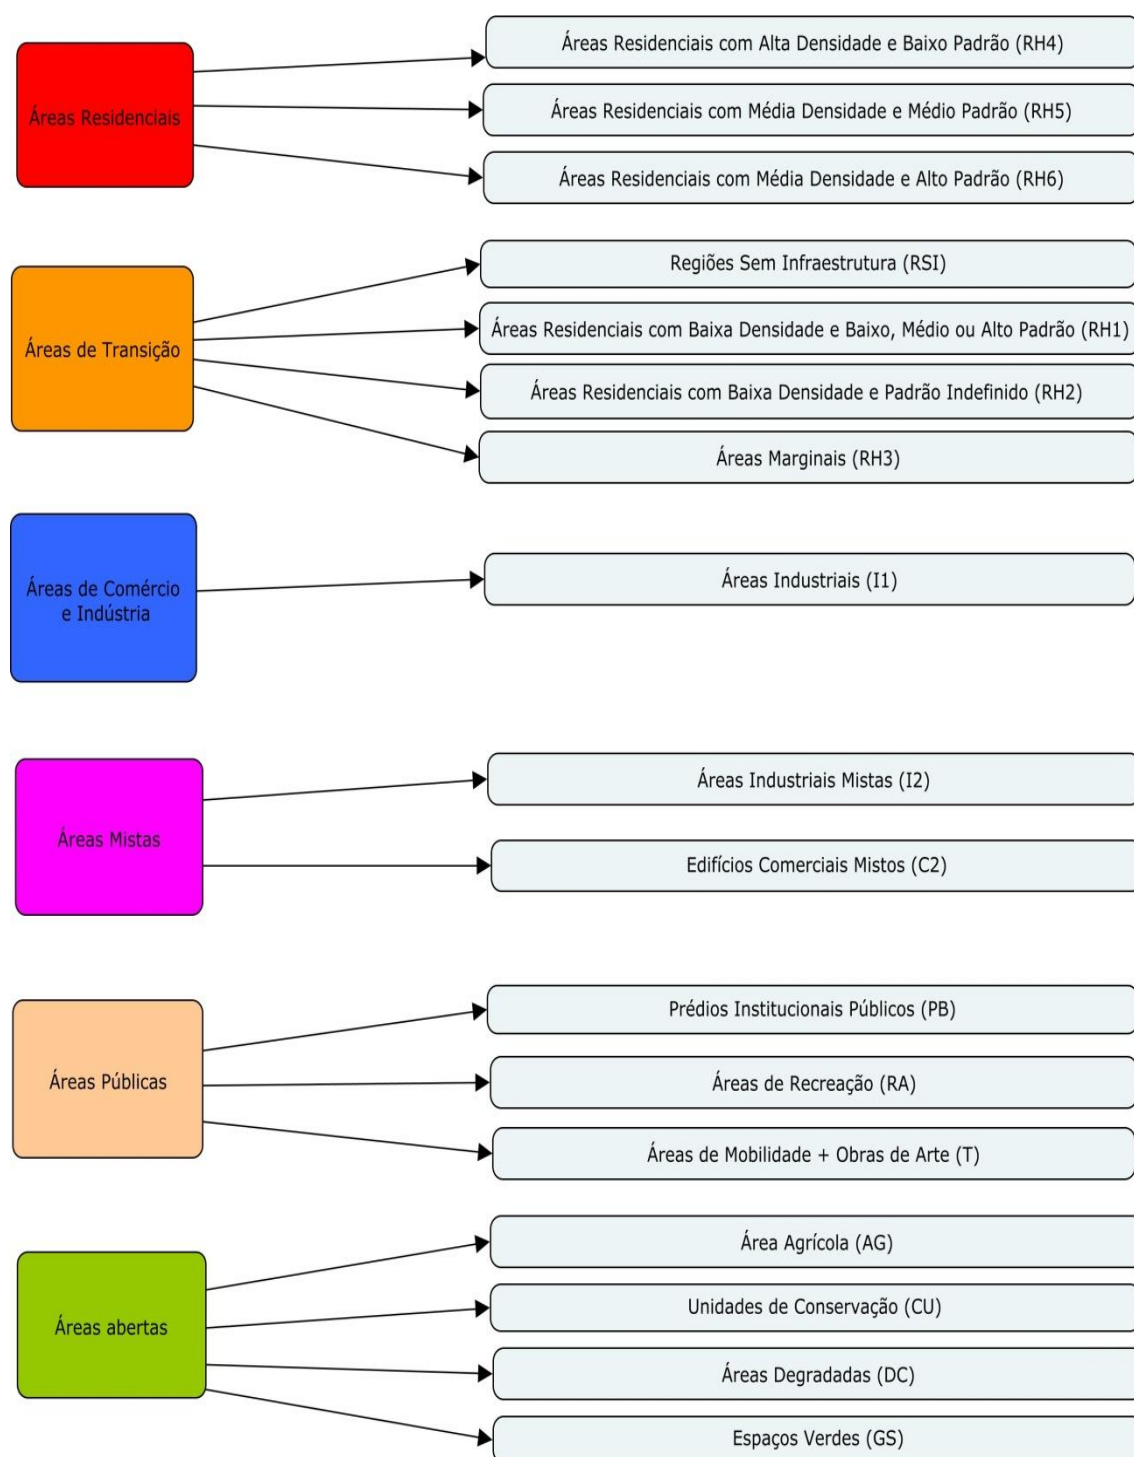 Áreas Residenciais
Áreas Residenciais com Alta Densidade e Baixo Padrão (RH4)
Áreas Residenciais com Média Densidade e Médio Padrão (RH5)
Áreas Residenciais com Média Densidade e Alto Padrão (RH6)
Áreas de Transição
Regiões Sem Infraestrutura (RSI)
Áreas Residenciais com Baixa Densidade e Baixo, Médio ou Alto Padrão (RH1)
Áreas Residenciais com Baixa Densidade e Padrão Indefinido (RH2)
Áreas Marginais (RH3)
Áreas de Comércio
e Indústria
Áreas Industriais (I1)
Áreas Mistas
Áreas Industriais Mistas (I2)
Edifícios Comerciais Mistos (C2)
Áreas Públicas
Prédios Institucionais Públicos (PB)
Áreas de Recreação (RA)
Áreas de Mobilidade + Obras de Arte (T)
Áreas abertas
Área Agrícola (AG)
Unidades de Conservação (CU)
Áreas Degradadas (DC)
Espaços Verdes (GS)